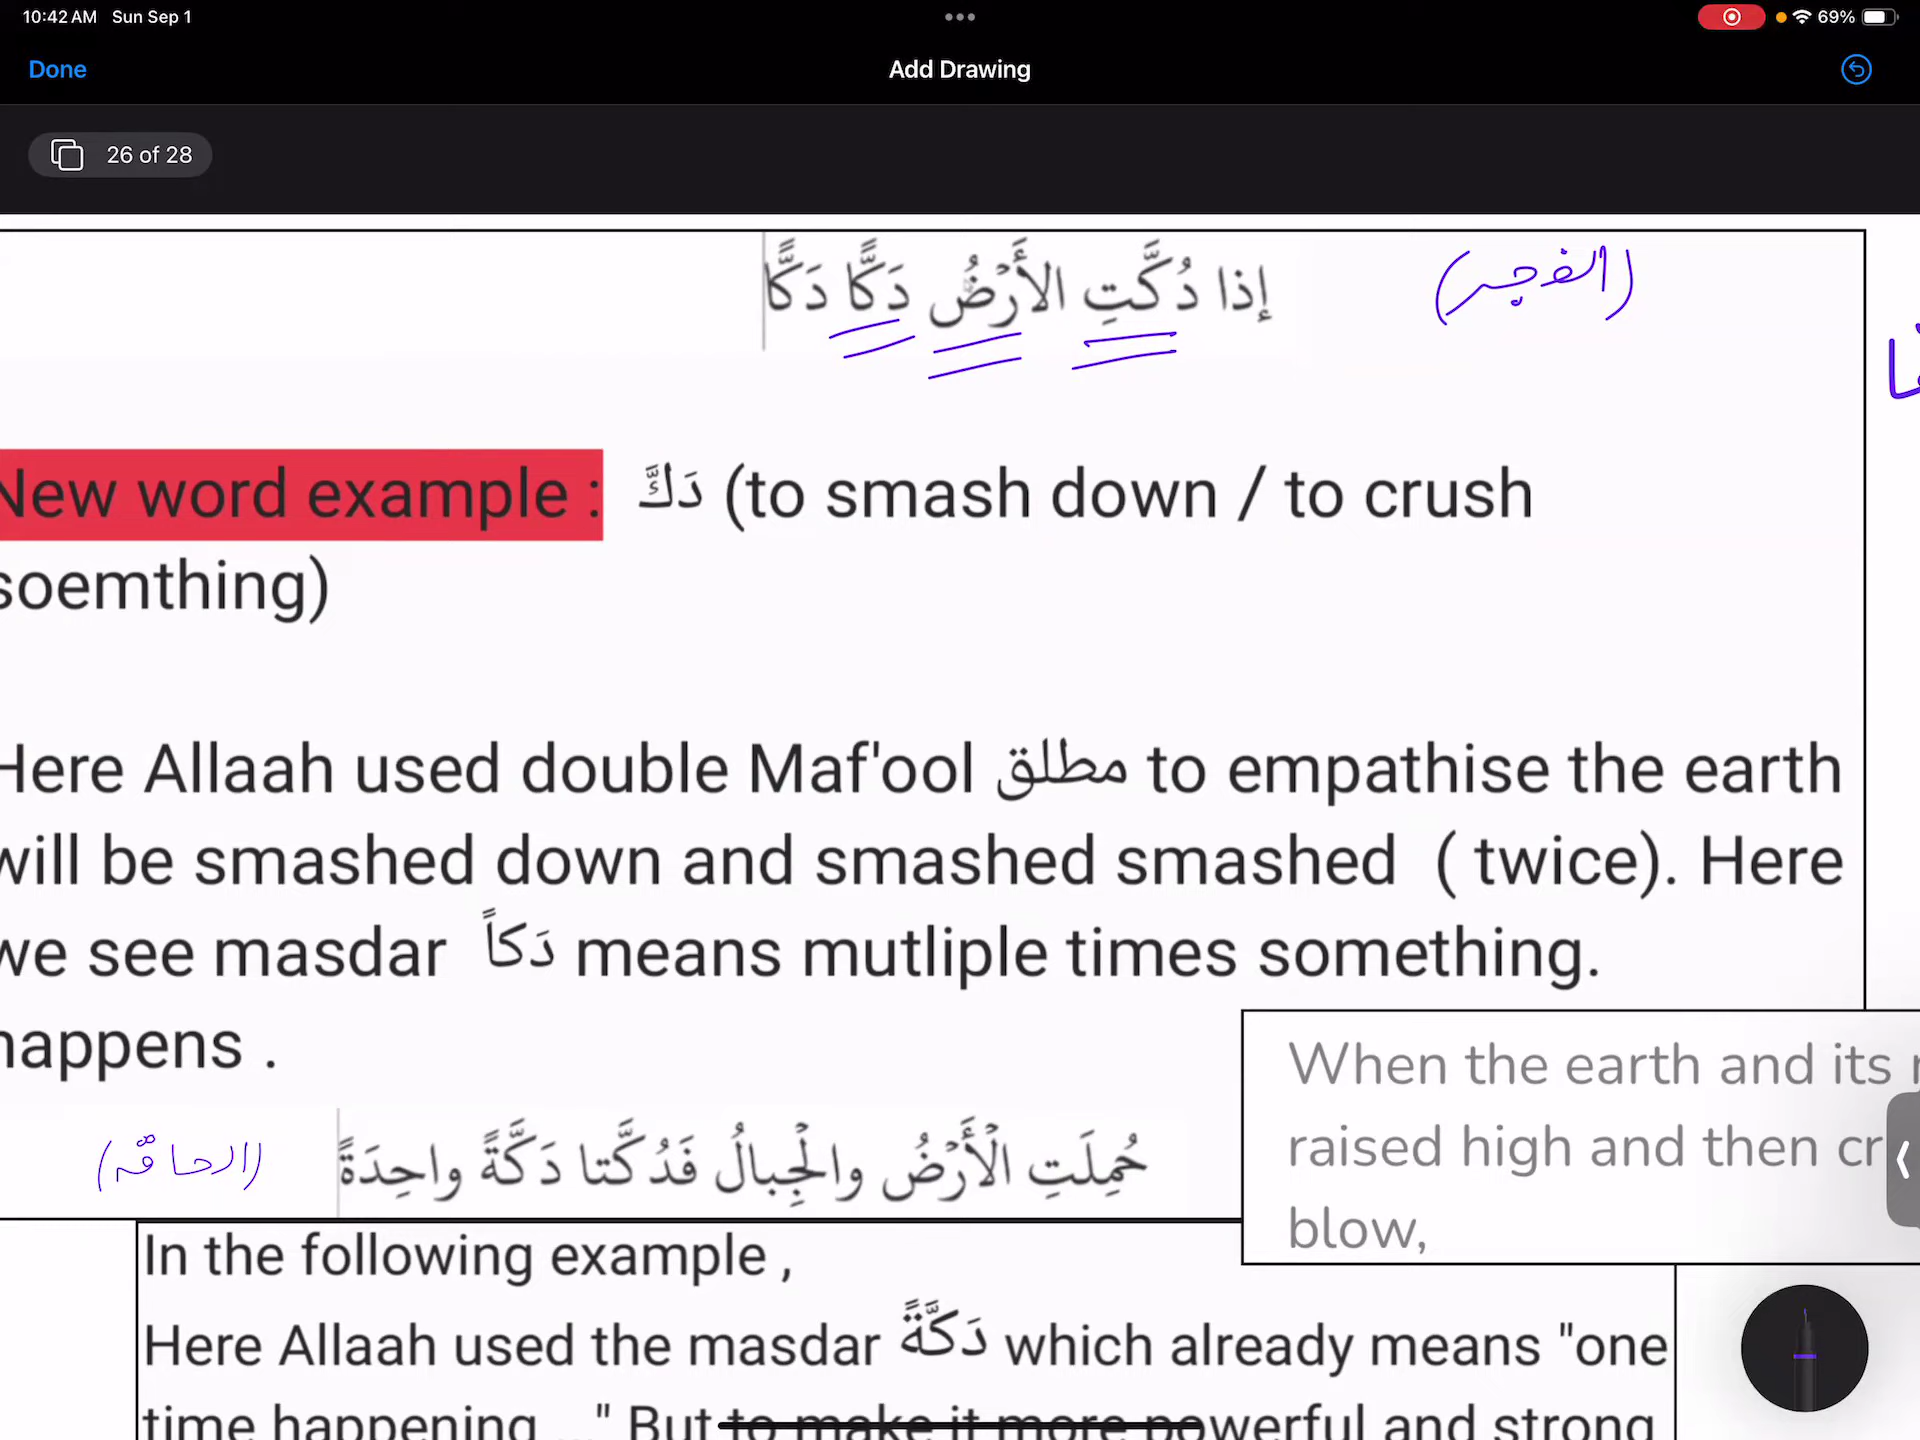 10:42 AM Sun Sep 1
69%
Done
Add Drawing
26 of 28
إذا دُكَّتِ الأَرْضُ دَكًّا دَكًّا
(الفجر)
New word example : دَكَّ (to smash down / to crush
soemthing)
Here Allaah used double Maf'ool مطلق to empathise the earth
will be smashed down and smashed smashed ( twice). Here
we see masdar دَكاً means mutliple times something.
happens .
When the earth and its
raised high and then cr
blow,
حُمِلَتِ الْأَرْضُ والْجِبالُ فَدُكَّتا دَكَّةً واحِدَةً
(الحاقة)
In the following example ,
Here Allaah used the masdar دَكَّةً which already means "one
time happening ..." But to make it more powerful and strong